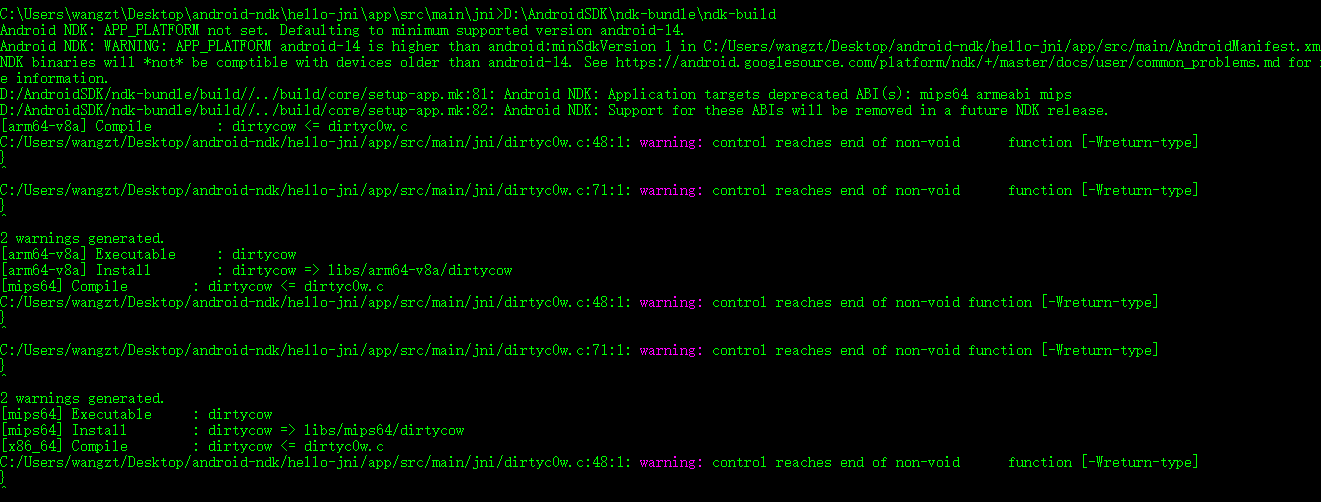 C:\Users\wangzt\Desktop\android-ndk\hello-jni\app\src\main\jni>D:\AndroidSDK\ndk-bundle\ndk-build
Android NDK: APP_PLATFORM not set. Defaulting to minimum supported version android-14.
Android NDK: WARNING: APP_PLATFORM android-14 is higher than android:minSdkVersion 1 in C:/Users/wangzt/Desktop/android-ndk/hello-jni/app/src/main/AndroidManifest.xm
NDK binaries will *not* be comptible with devices older than android-14. See https://android.googlesource.com/platform/ndk/+/master/docs/user/common_problems.md for
e information.
D:/AndroidSDK/ndk-bundle/build//../build/core/setup-app.mk:81: Android NDK: Application targets deprecated ABI(s): mips64 armeabi mips
D:/AndroidSDK/ndk-bundle/build//../build/core/setup-app.mk:82: Android NDK: Support for these ABIs will be removed in a future NDK release.
[arm64-v8a] Compile        : dirtycow <= dirtyc0w.c
C:/Users/wangzt/Desktop/android-ndk/hello-jni/app/src/main/jni/dirtyc0w.c:48:1: warning: control reaches end of non-void      function [-Wreturn-type]
}
^
C:/Users/wangzt/Desktop/android-ndk/hello-jni/app/src/main/jni/dirtyc0w.c:71:1: warning: control reaches end of non-void      function [-Wreturn-type]
}
^
2 warnings generated.
[arm64-v8a] Executable     : dirtycow
[arm64-v8a] Install        : dirtycow => libs/arm64-v8a/dirtycow
[mips64] Compile        : dirtycow <= dirtyc0w.c
C:/Users/wangzt/Desktop/android-ndk/hello-jni/app/src/main/jni/dirtyc0w.c:48:1: warning: control reaches end of non-void function [-Wreturn-type]
}
^
C:/Users/wangzt/Desktop/android-ndk/hello-jni/app/src/main/jni/dirtyc0w.c:71:1: warning: control reaches end of non-void function [-Wreturn-type]
}
^
2 warnings generated.
[mips64] Executable     : dirtycow
[mips64] Install        : dirtycow => libs/mips64/dirtycow
[x86_64] Compile        : dirtycow <= dirtyc0w.c
C:/Users/wangzt/Desktop/android-ndk/hello-jni/app/src/main/jni/dirtyc0w.c:48:1: warning: control reaches end of non-void      function [-Wreturn-type]
}
^